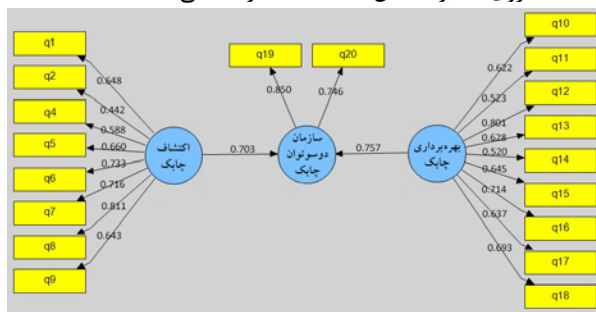 q1
0.648
q2
0.442
q4
0.588
q5
0.660
q6
0.733
q7
0.716
q8
0.811
q9
0.643
اکتشاف
چابک
0.703
q19
0.850
q20
0.746
سازمان
دوسوتوان
چابک
0.757
بهره‌برداری
چابک
q10
0.622
q11
0.523
q12
0.801
q13
0.628
q14
0.520
q15
0.645
q16
0.714
q17
0.637
q18
0.693